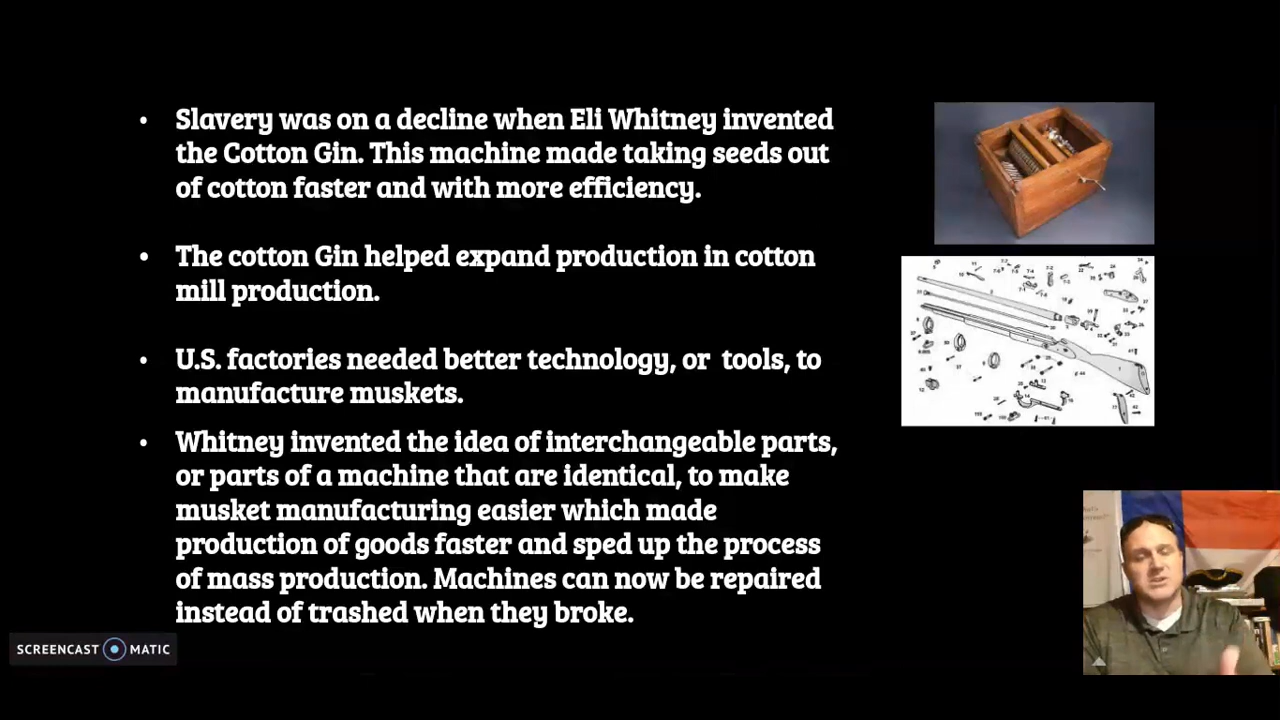 • Slavery was on a decline when Eli Whitney invented
the Cotton Gin. This machine made taking seeds out
of cotton faster and with more efficiency.
• The cotton Gin helped expand production in cotton
mill production.
• U.S. factories needed better technology, or tools, to
manufacture muskets.
• Whitney invented the idea of interchangeable parts,
or parts of a machine that are identical, to make
musket manufacturing easier which made
production of goods faster and sped up the process
of mass production. Machines can now be repaired
instead of trashed when they broke.
SCREENCAST MATIC